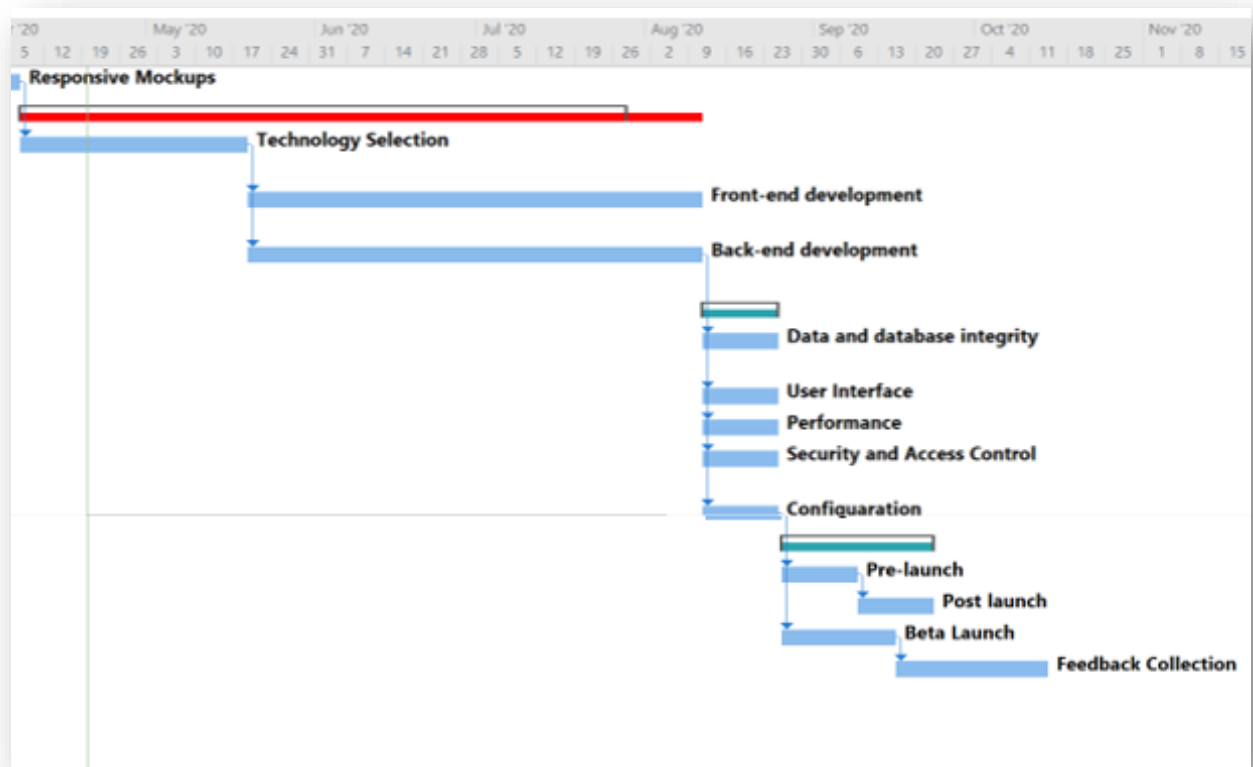 '20 May '20 Jun '20 Jul '20 Aug '20 Sep '20 Oct '20 Nov '20
5 12 19 26 3 10 17 24 31 7 14 21 28 5 12 19 26 2 9 16 23 30 6 13 20 27 4 11 18 25 1 8 15
Responsive Mockups
Technology Selection
Front-end development
Back-end development
Data and database integrity
User Interface
Performance
Security and Access Control
Configuaration
Pre-launch
Post launch
Beta Launch
Feedback Collection